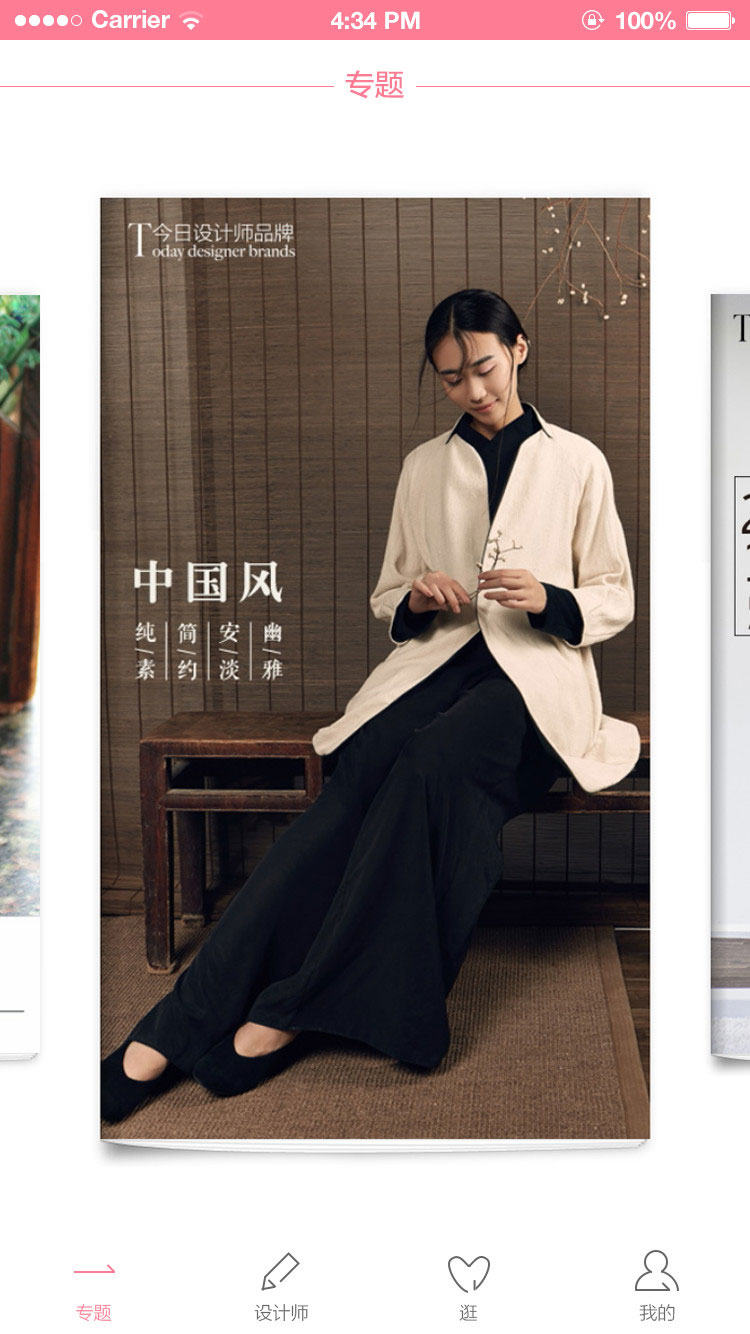 Carrier 4:34 PM 100%
专题
今日设计师品牌
Today designer brands
T
中国风
纯/素 | 简/约 | 安/淡 | 幽/雅
专题 设计师 逛 我的